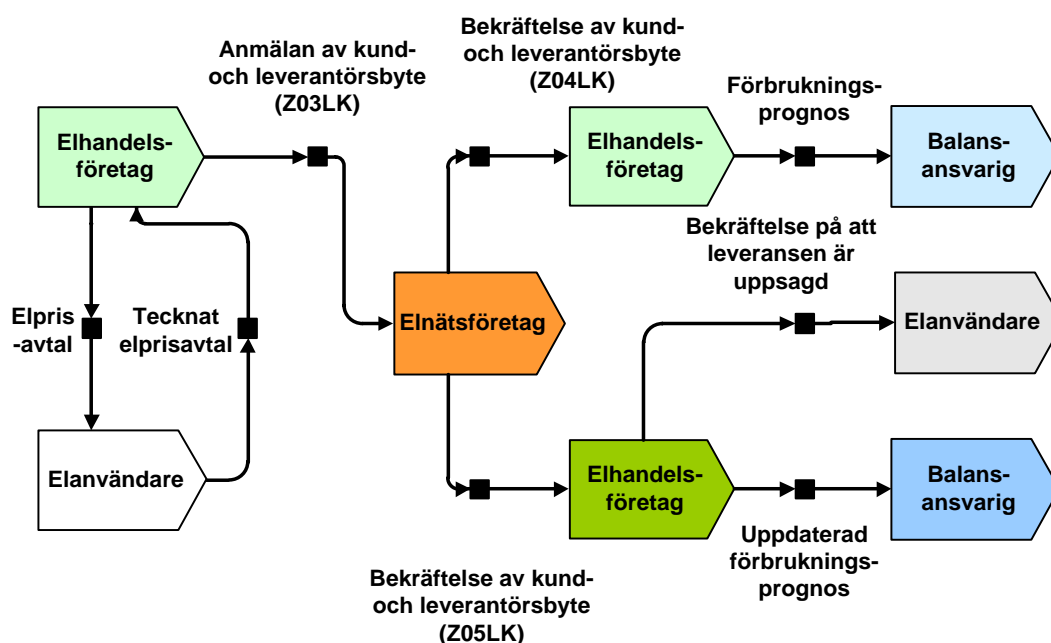 Anmälan av kund-
och leverantörsbyte
(Z03LK)
Bekräftelse av kund-
och leverantörsbyte
(Z04LK)
Förbruknings-
prognos
Elhandels-
företag
Elhandels-
företag
Balans-
ansvarig
Bekräftelse på att
leveransen är
uppsagd
Elpris
-avtal
Tecknat
elprisavtal
Elnätsföretag
Elanvändare
Elanvändare
Elhandels-
företag
Balans-
ansvarig
Uppdaterad
förbruknings-
prognos
Bekräftelse av kund-
och leverantörsbyte
(Z05LK)